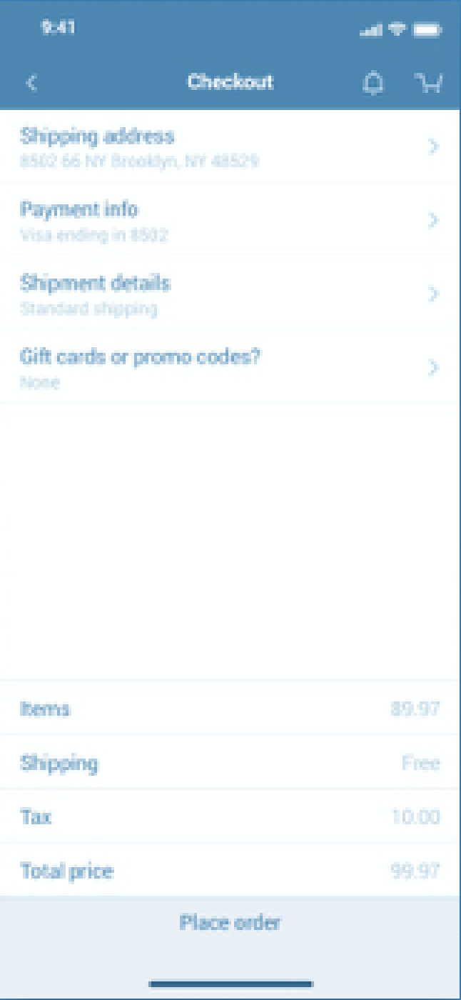 9:41
Checkout
Shipping address
8502 66 NY Brooklyn, NY 48529
Payment info
Visa ending in 8502
Shipment details
Standard shipping
Gift cards or promo codes?
None
Items 89.97
Shipping Free
Tax 10.00
Total price 99.97
Place order